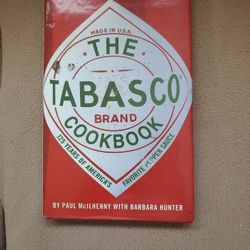 MADE IN U.S.A.
THE
TABASCO®
BRAND
COOKBOOK
125 YEARS OF AMERICA'S FAVORITE PEPPER SAUCE
BY PAUL McILHENNY WITH BARBARA HUNTER